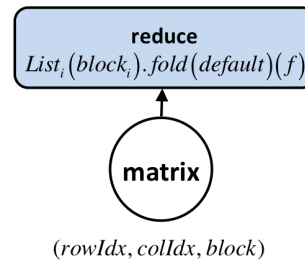 reduce
List_i(block_i).fold(default)(f)
matrix
(rowIdx, colIdx, block)